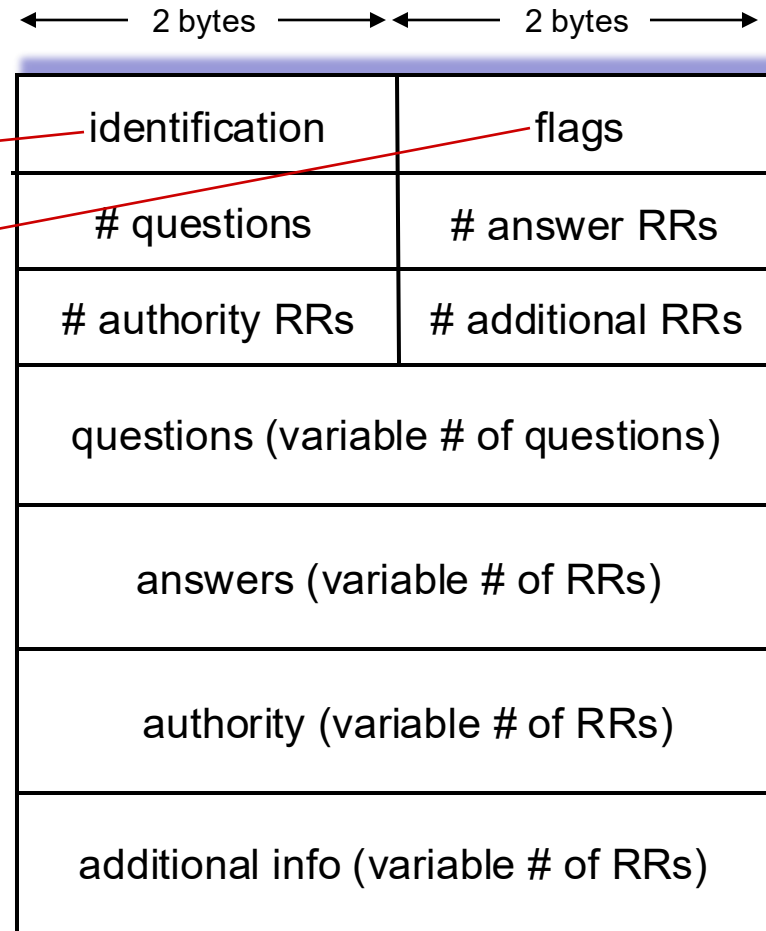 2 bytes 2 bytes
identification flags
# questions # answer RRs
# authority RRs # additional RRs
questions (variable # of questions)
answers (variable # of RRs)
authority (variable # of RRs)
additional info (variable # of RRs)